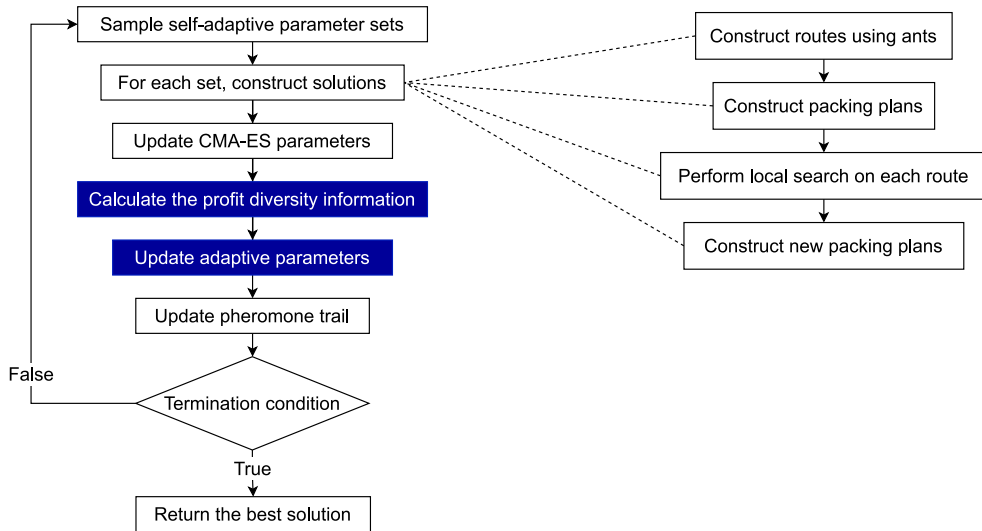 Sample self-adaptive parameter sets
For each set, construct solutions
Update CMA-ES parameters
Calculate the profit diversity information
Update adaptive parameters
Update pheromone trail
False
Termination condition
True
Return the best solution
Construct routes using ants
Construct packing plans
Perform local search on each route
Construct new packing plans